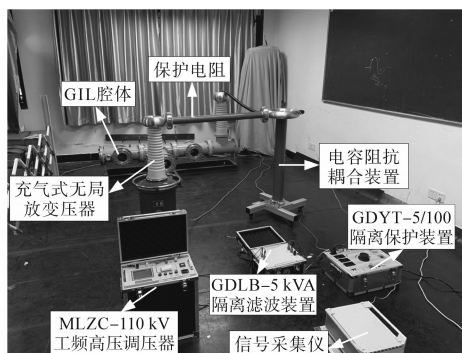 保护电阻
GIL腔体
充气式无局
放变压器
电容阻抗
耦合装置
GDYT-5/100
隔离保护装置
GDLB-5 kVA
隔离滤波装置
MLZC-110 kV
工频高压调压器
信号采集仪